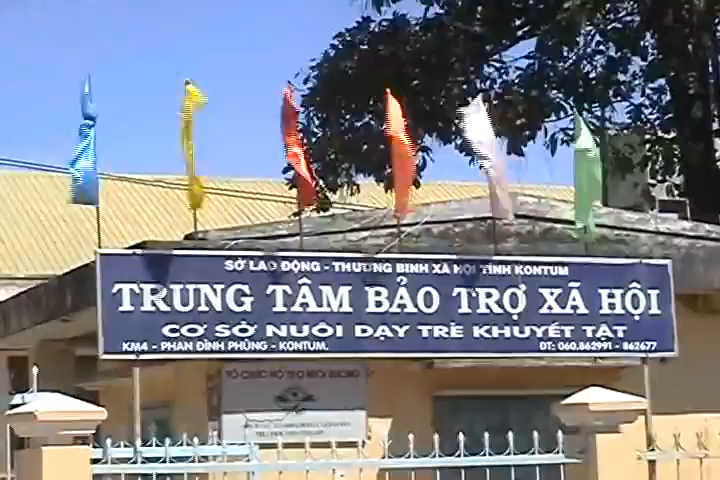 SỞ LAO ĐỘNG - THƯƠNG BINH XÃ HỘI TỈNH KONTUM
TRUNG TÂM BẢO TRỢ XÃ HỘI
CƠ SỞ NUÔI DẠY TRẺ KHUYẾT TẬT
KM4 - PHAN ĐÌNH PHÙNG - KONTUM. ĐT: 060.862991 - 862677